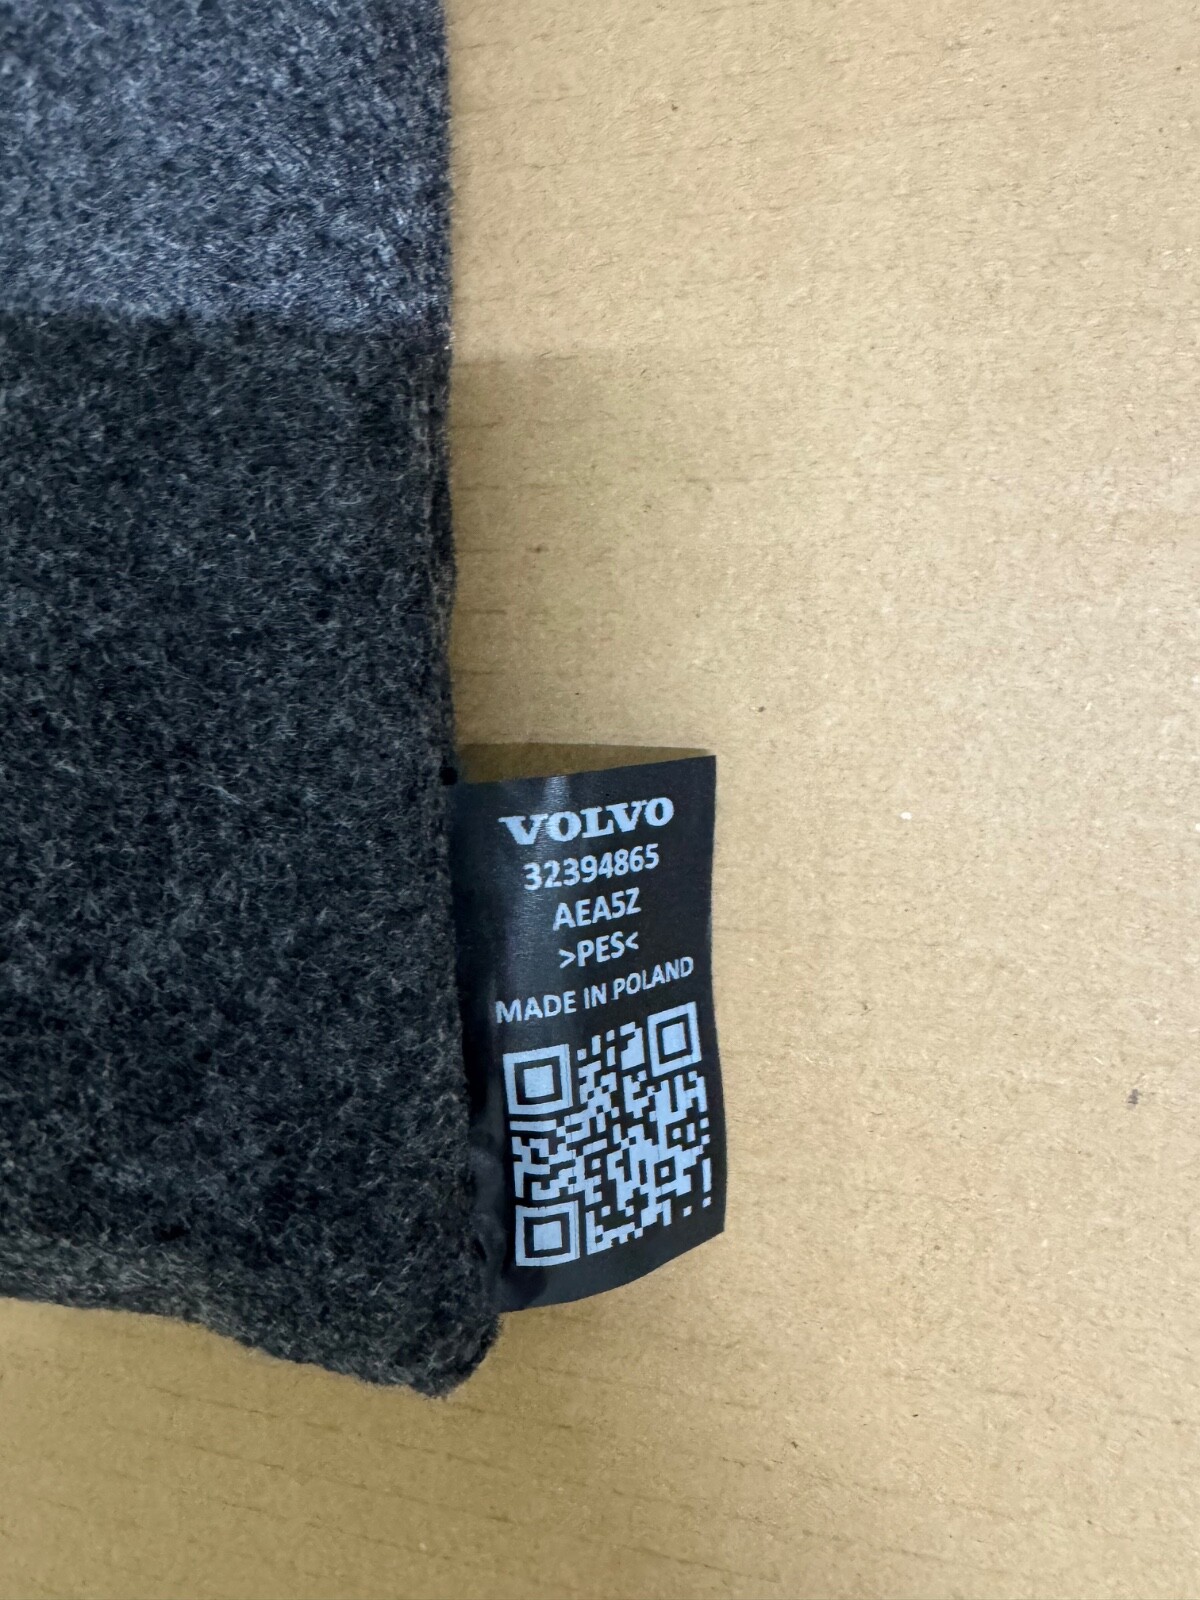 VOLVO
32394865
AEA5Z
>PES<
MADE IN POLAND